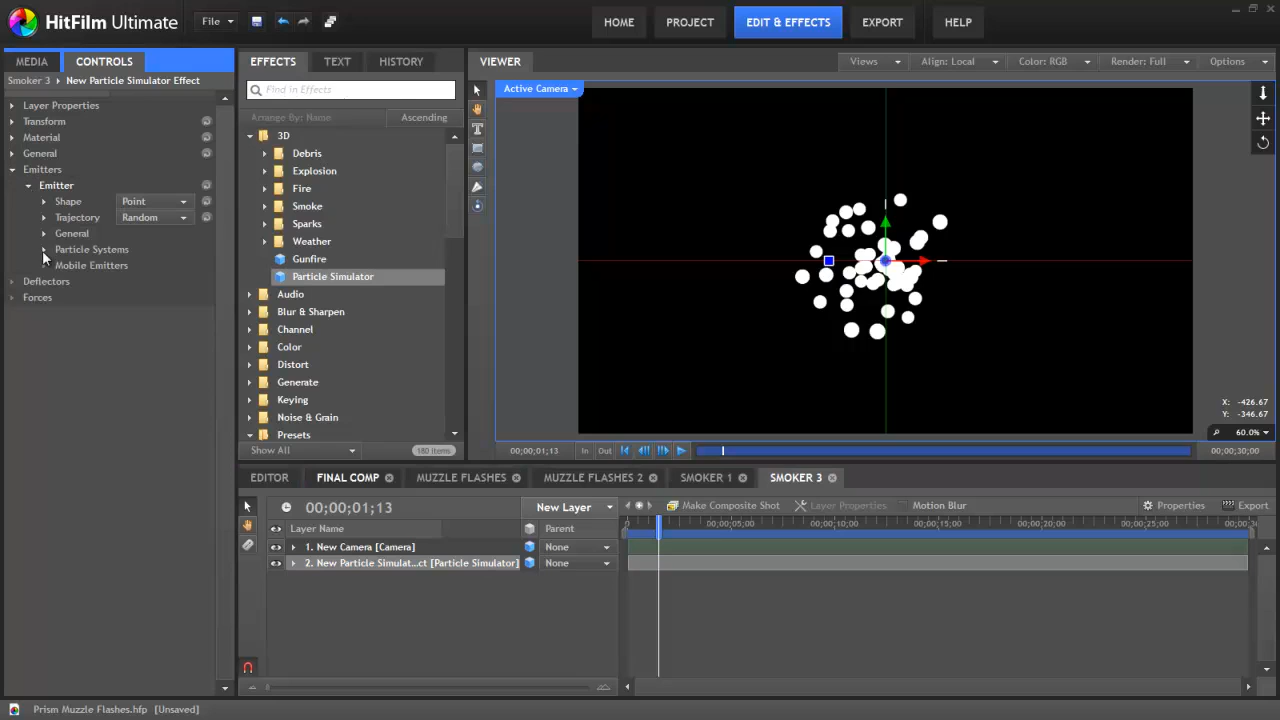 HitFilm Ultimate
File
HOME
PROJECT
EDIT & EFFECTS
EXPORT
HELP
MEDIA
CONTROLS
Smoker 3 New Particle Simulator Effect
Layer Properties
Transform
Material
General
Emitters
Emitter
Shape Point
Trajectory Random
General
Particle Systems
Mobile Emitters
Deflectors
Forces
EFFECTS
TEXT
HISTORY
Find in Effects
Arrange By: Name
Ascending
3D
Debris
Explosion
Fire
Smoke
Sparks
Weather
Gunfire
Particle Simulator
Audio
Blur & Sharpen
Channel
Color
Distort
Generate
Keying
Noise & Grain
Presets
Show All
180 items
VIEWER
Views
Align: Local
Color: RGB
Render: Full
Options
Active Camera
X: -426.67
Y: -346.67
60.0%
00;00;01;13
In
Out
00;00;30;00
EDITOR
FINAL COMP
MUZZLE FLASHES
MUZZLE FLASHES 2
SMOKER 1
SMOKER 3
00;00;01;13
New Layer
Make Composite Shot
Layer Properties
Motion Blur
Properties
Export
Layer Name
Parent
0
00;00;05;00
00;00;10;00
00;00;15;00
00;00;20;00
00;00;25;00
1. New Camera [Camera]
None
2. New Particle Simulat...ct [Particle Simulator]
None
Prism Muzzle Flashes.hfp [Unsaved]